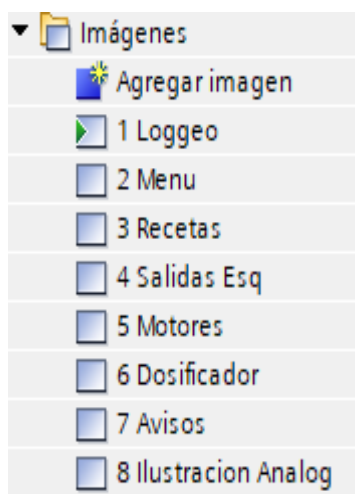 Imágenes
Agregar imagen
1 Loggeo
2 Menu
3 Recetas
4 Salidas Esq
5 Motores
6 Dosificador
7 Avisos
8 Ilustracion Analog